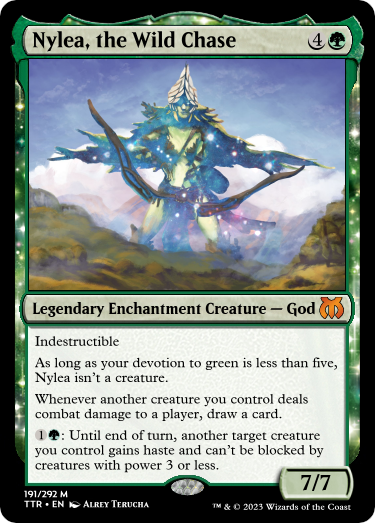 Nylea, the Wild Chase 4
Legendary Enchantment Creature — God
Indestructible
As long as your devotion to green is less than five,
Nylea isn't a creature.
Whenever another creature you control deals
combat damage to a player, draw a card.
1 : Until end of turn, another target creature
you control gains haste and can't be blocked by
creatures with power 3 or less.
7/7
191/292 M
TTR • EN ALREY TERUCHA ™ & © 2023 Wizards of the Coast